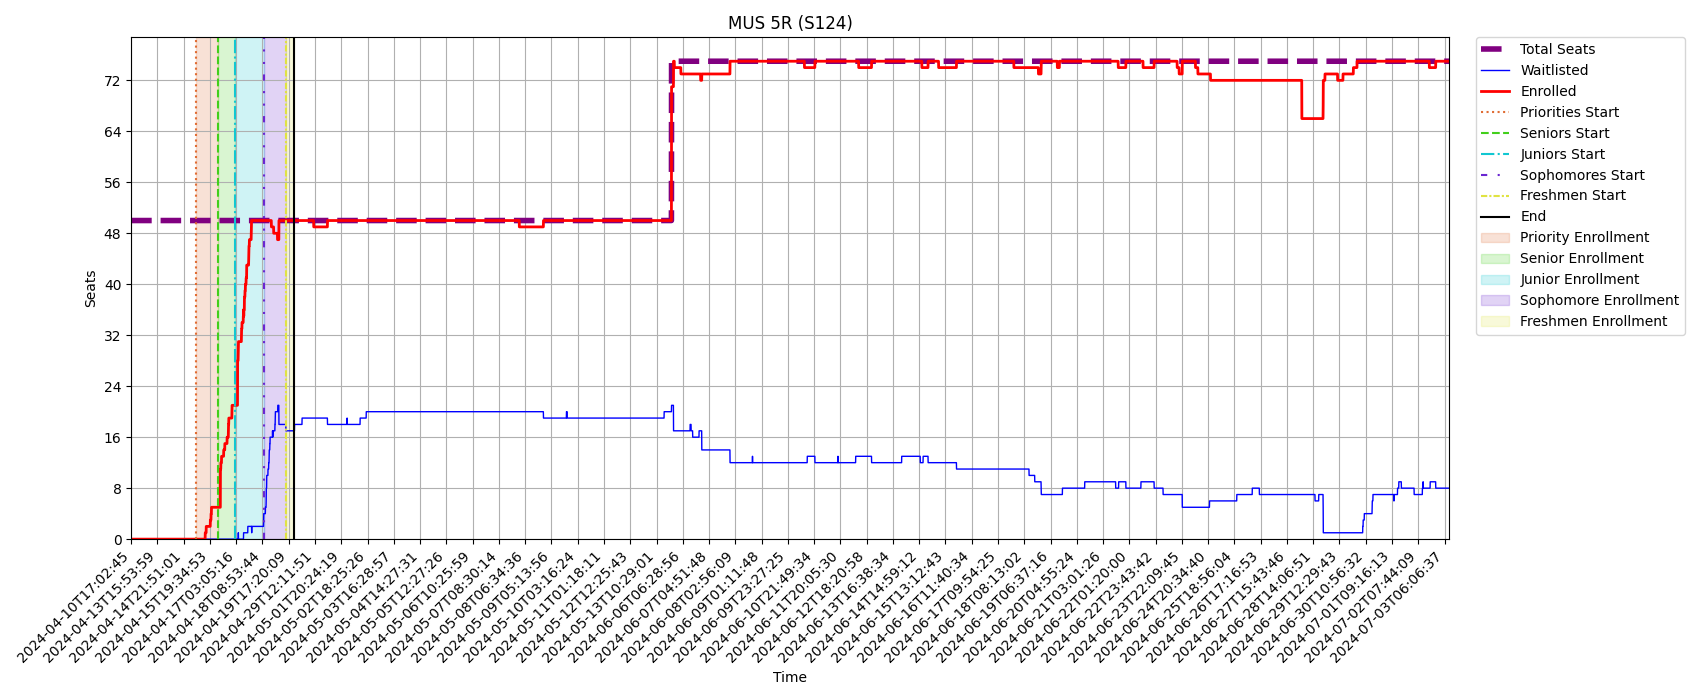 MUS 5R (S124)
Total Seats
Waitlisted
Enrolled
Priorities Start
Seniors Start
Juniors Start
Sophomores Start
Freshmen Start
End
Priority Enrollment
Senior Enrollment
Junior Enrollment
Sophomore Enrollment
Freshmen Enrollment
Seats
72
64
56
48
40
32
24
16
8
0
2024-04-10T17:02:45
2024-04-13T15:53:59
2024-04-14T21:51:01
2024-04-15T19:34:53
2024-04-17T03:05:16
2024-04-18T08:53:44
2024-04-19T17:20:09
2024-04-29T12:11:51
2024-05-01T20:24:19
2024-05-02T18:25:26
2024-05-03T16:28:57
2024-05-04T14:27:31
2024-05-05T12:27:26
2024-05-06T10:25:59
2024-05-07T08:30:14
2024-05-08T06:34:36
2024-05-09T05:13:56
2024-05-10T03:16:24
2024-05-11T01:18:11
2024-05-12T12:25:43
2024-05-13T10:29:01
2024-06-06T06:28:56
2024-06-07T04:51:48
2024-06-08T02:56:09
2024-06-09T01:11:48
2024-06-09T23:27:25
2024-06-10T21:49:34
2024-06-11T20:05:30
2024-06-12T18:20:58
2024-06-13T16:38:34
2024-06-14T14:59:12
2024-06-15T13:12:43
2024-06-16T11:40:34
2024-06-17T09:54:25
2024-06-18T08:13:02
2024-06-19T06:37:16
2024-06-20T04:55:24
2024-06-21T03:01:26
2024-06-22T01:20:00
2024-06-22T23:43:42
2024-06-23T22:09:45
2024-06-24T20:34:40
2024-06-25T18:56:04
2024-06-26T17:16:53
2024-06-27T15:43:46
2024-06-28T14:06:51
2024-06-29T12:29:43
2024-06-30T10:56:32
2024-07-01T09:16:13
2024-07-02T07:44:09
2024-07-03T06:06:37
Time